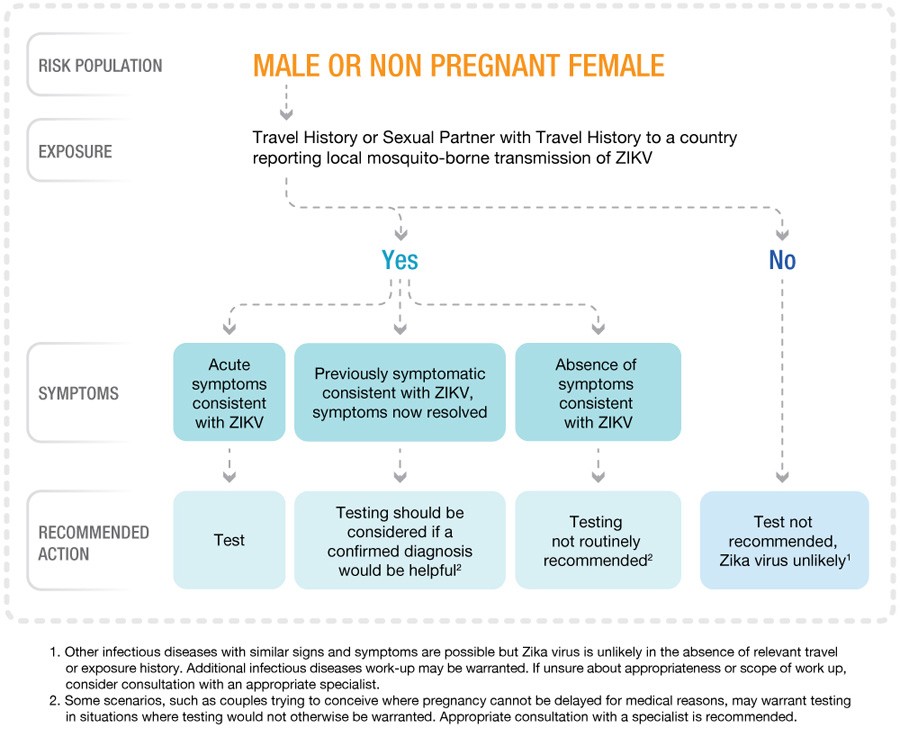 RISK POPULATION
MALE OR NON PREGNANT FEMALE
EXPOSURE
Travel History or Sexual Partner with Travel History to a country
reporting local mosquito-borne transmission of ZIKV
Yes
No
SYMPTOMS
Acute
symptoms
consistent
with ZIKV
Previously symptomatic
consistent with ZIKV,
symptoms now resolved
Absence of
symptoms
consistent
with ZIKV
RECOMMENDED
ACTION
Test
Testing should be
considered if a
confirmed diagnosis
would be helpful²
Testing
not routinely
recommended²
Test not
recommended,
Zika virus unlikely¹
1. Other infectious diseases with similar signs and symptoms are possible but Zika virus is unlikely in the absence of relevant travel
or exposure history. Additional infectious diseases work-up may be warranted. If unsure about appropriateness or scope of work up,
consider consultation with an appropriate specialist.
2. Some scenarios, such as couples trying to conceive where pregnancy cannot be delayed for medical reasons, may warrant testing
in situations where testing would not otherwise be warranted. Appropriate consultation with a specialist is recommended.